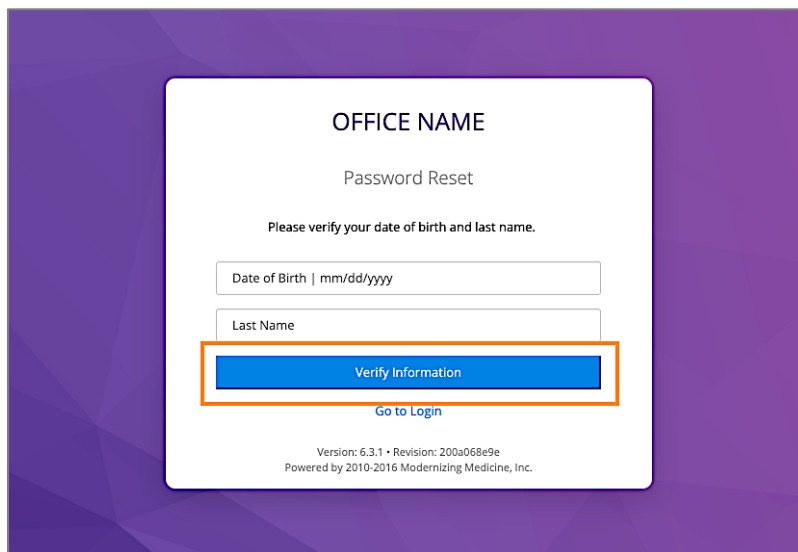 OFFICE NAME
Password Reset
Please verify your date of birth and last name.
Date of Birth | mm/dd/yyyy
Last Name
Verify Information
Go to Login
Version: 6.3.1 • Revision: 200a068e9e
Powered by 2010-2016 Modernizing Medicine, Inc.